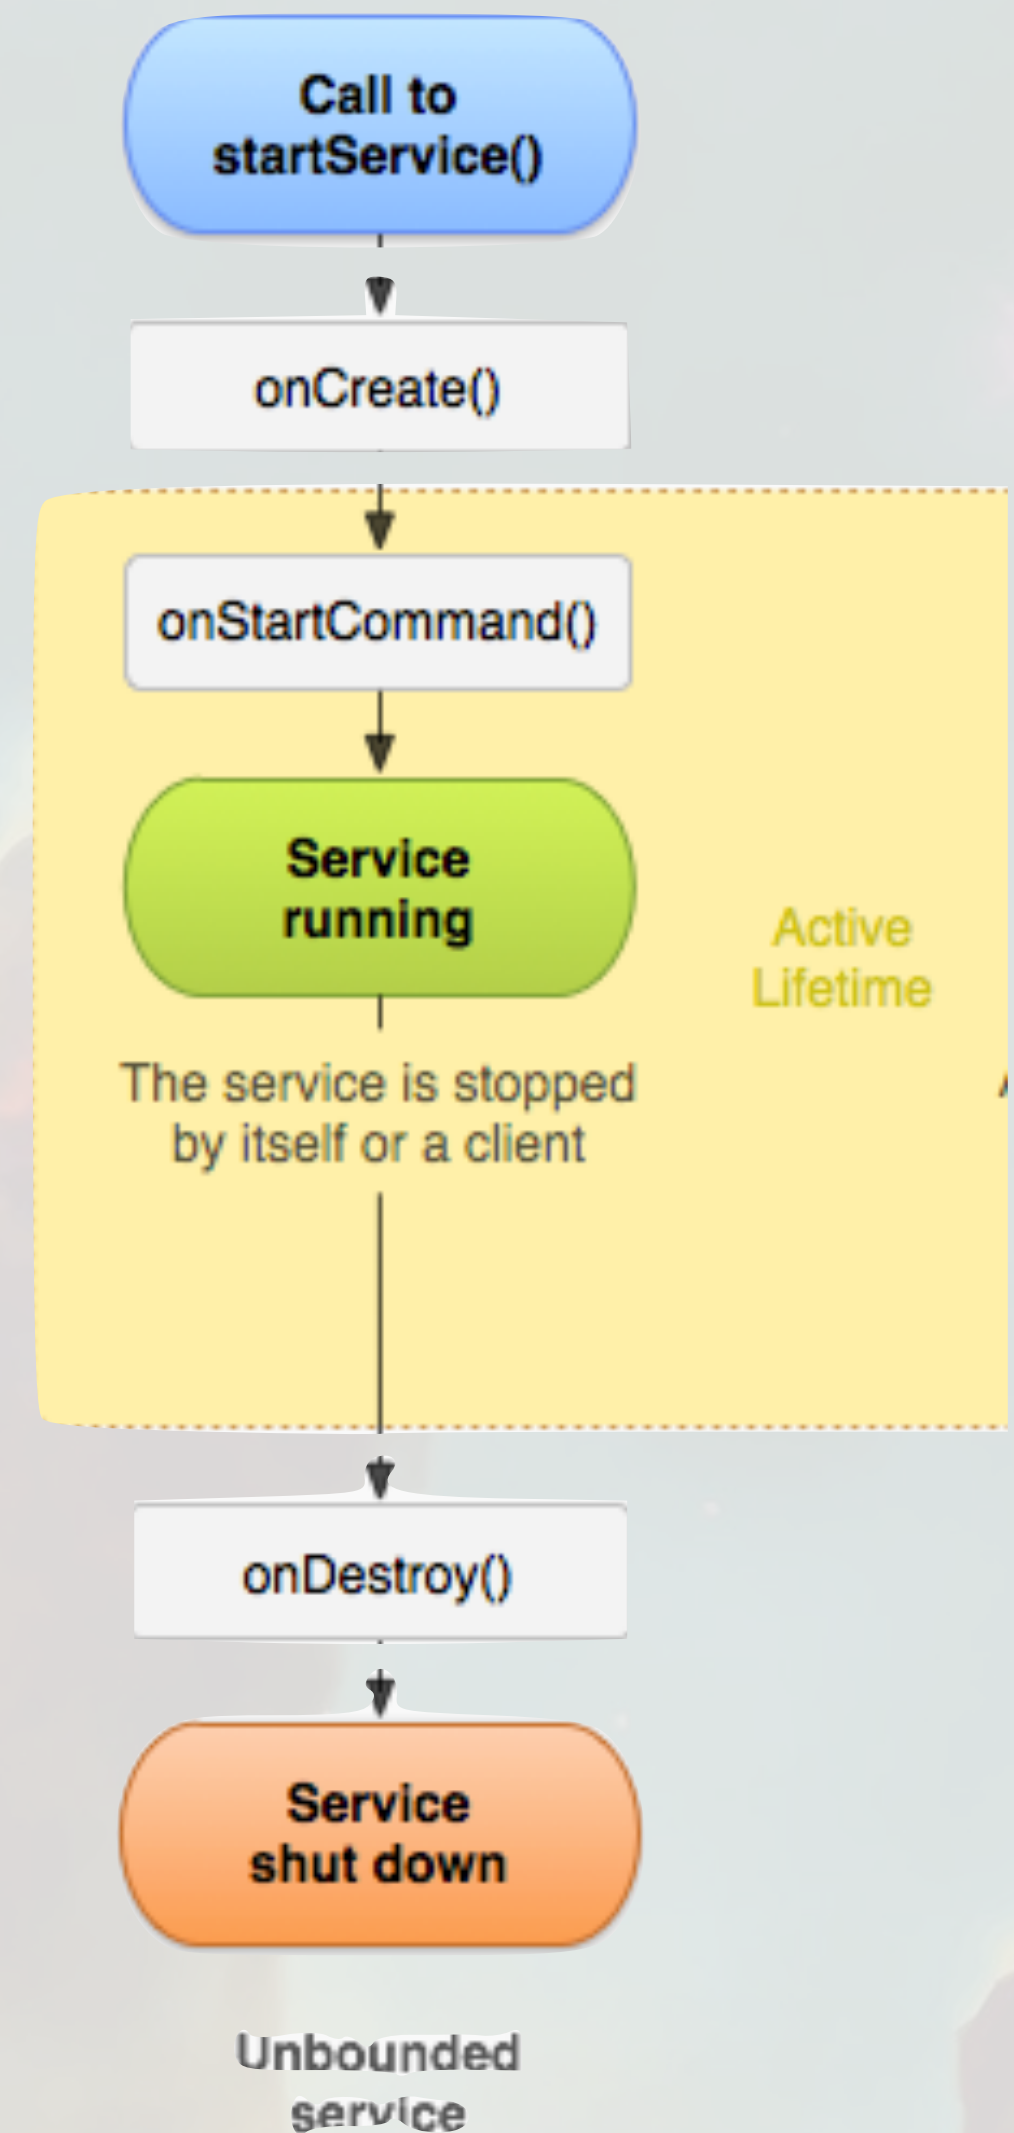 Call to
startService()
onCreate()
onStartCommand()
Service
running
Active
Lifetime
The service is stopped
by itself or a client
onDestroy()
Service
shut down
Unbounded
service